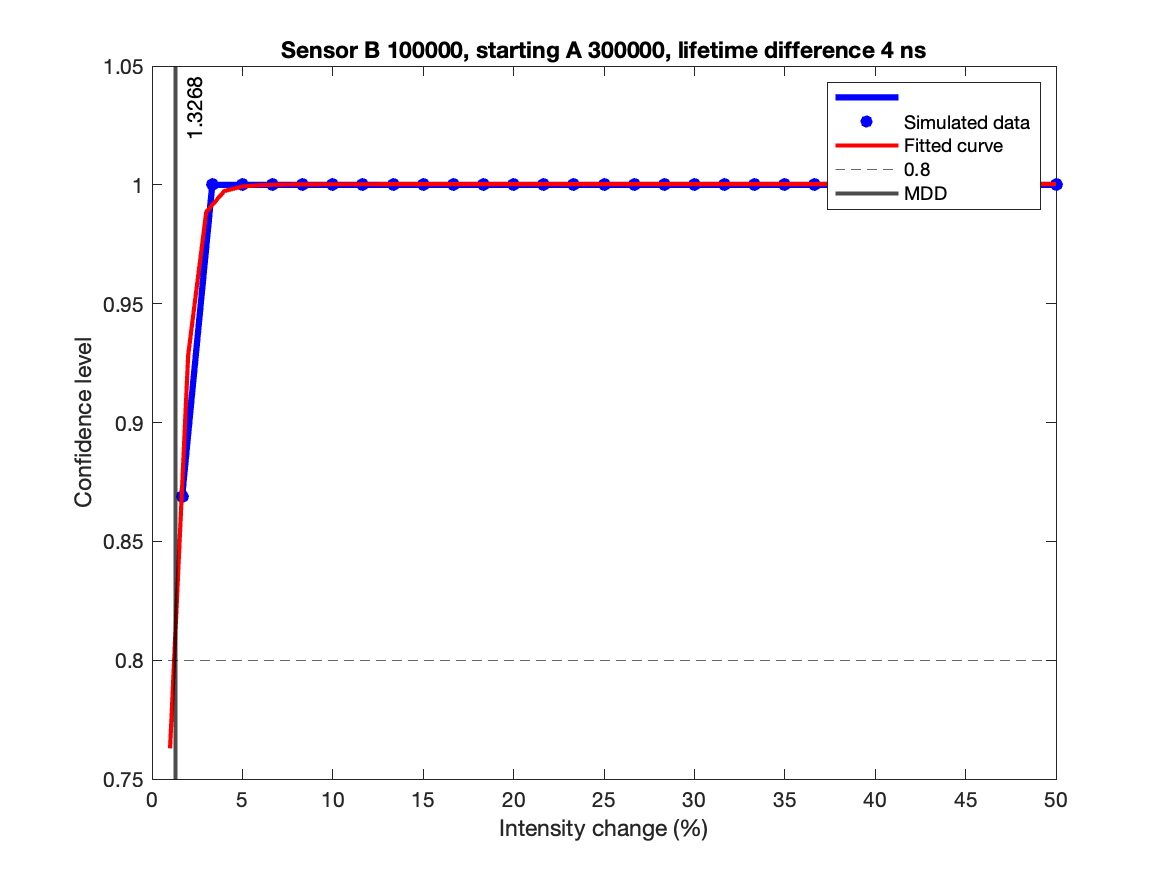 Sensor B 100000, starting A 300000, lifetime difference 4 ns
1.05
1
0.95
0.9
0.85
0.8
0.75
Confidence level
1.3268
Simulated data
Fitted curve
0.8
MDD
0 5 10 15 20 25 30 35 40 45 50
Intensity change (%)